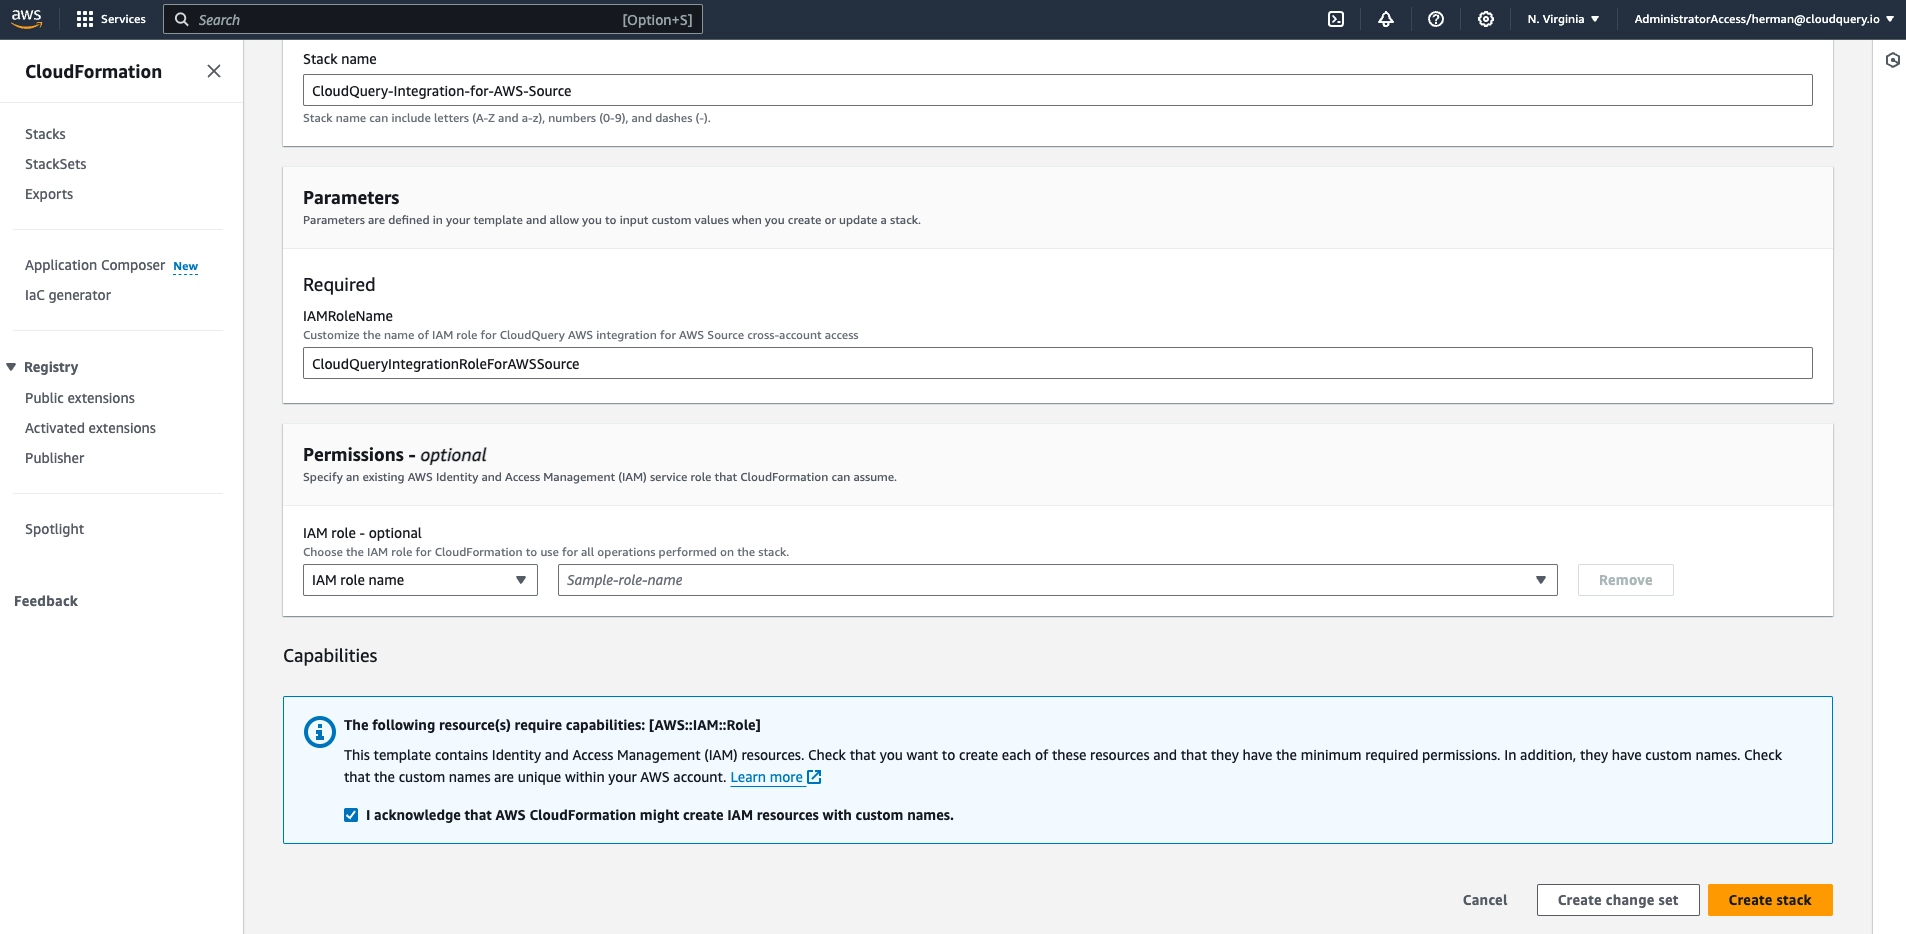 aws
Services
Search
[Option+S]
N. Virginia
AdministratorAccess/herman@cloudquery.io
CloudFormation
Stacks
StackSets
Exports
Application Composer New
IaC generator
Registry
Public extensions
Activated extensions
Publisher
Spotlight
Feedback
Stack name
CloudQuery-Integration-for-AWS-Source
Stack name can include letters (A-Z and a-z), numbers (0-9), and dashes (-).
Parameters
Parameters are defined in your template and allow you to input custom values when you create or update a stack.
Required
IAMRoleName
Customize the name of IAM role for CloudQuery AWS integration for AWS Source cross-account access
CloudQueryIntegrationRoleForAWSSource
Permissions - optional
Specify an existing AWS Identity and Access Management (IAM) service role that CloudFormation can assume.
IAM role - optional
Choose the IAM role for CloudFormation to use for all operations performed on the stack.
IAM role name
Sample-role-name
Remove
Capabilities
The following resource(s) require capabilities: [AWS::IAM::Role]
This template contains Identity and Access Management (IAM) resources. Check that you want to create each of these resources and that they have the minimum required permissions. In addition, they have custom names. Check
that the custom names are unique within your AWS account. Learn more
I acknowledge that AWS CloudFormation might create IAM resources with custom names.
Cancel
Create change set
Create stack